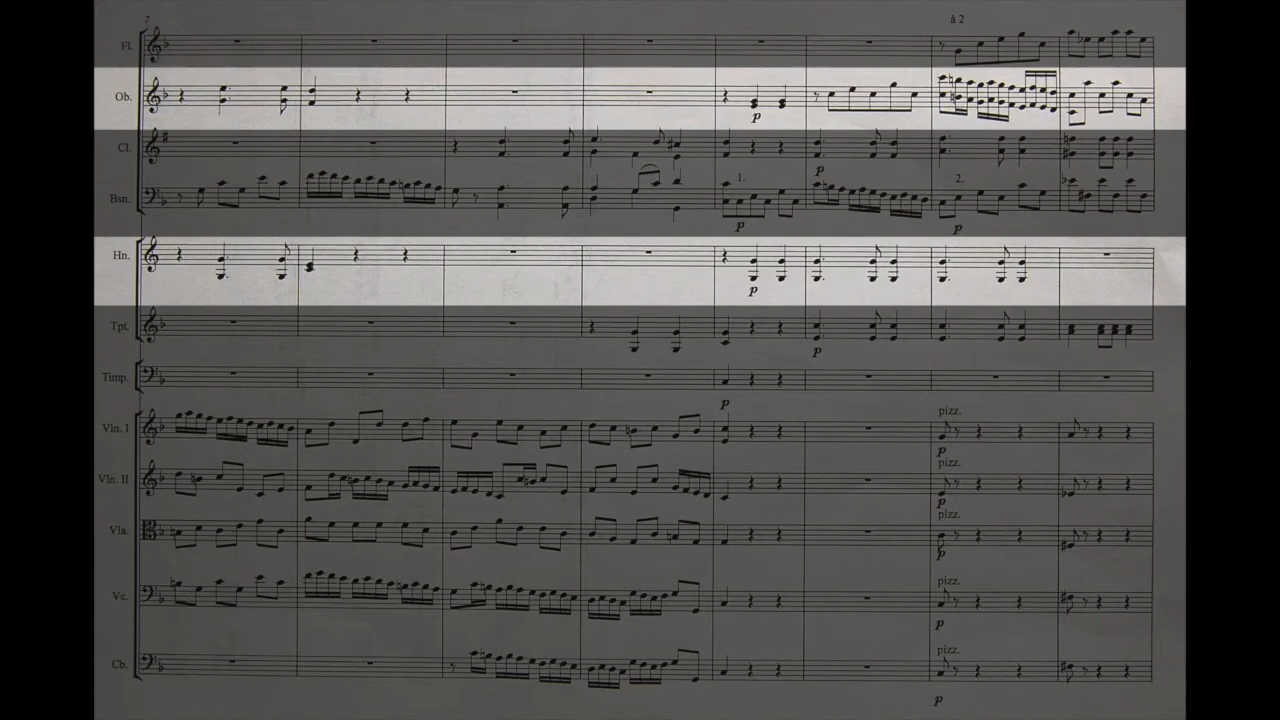 7
à 2
Fl.
Ob.
p
Cl.
p
Bsn.
1.
2.
p
p
Hn.
p
Tpt.
p
Timp.
p
pizz.
Vln. I
p
pizz.
Vln. II
p
pizz.
Vla.
p
pizz.
Vc.
p
pizz.
Cb.
p